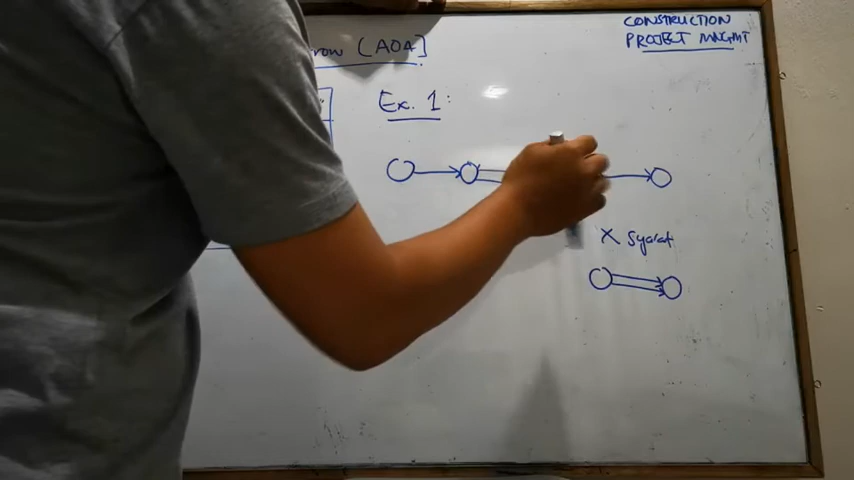 CONSTRUCTION
PROJECT MNGMT
row (AOA)
Ex. 1:
X Syarat